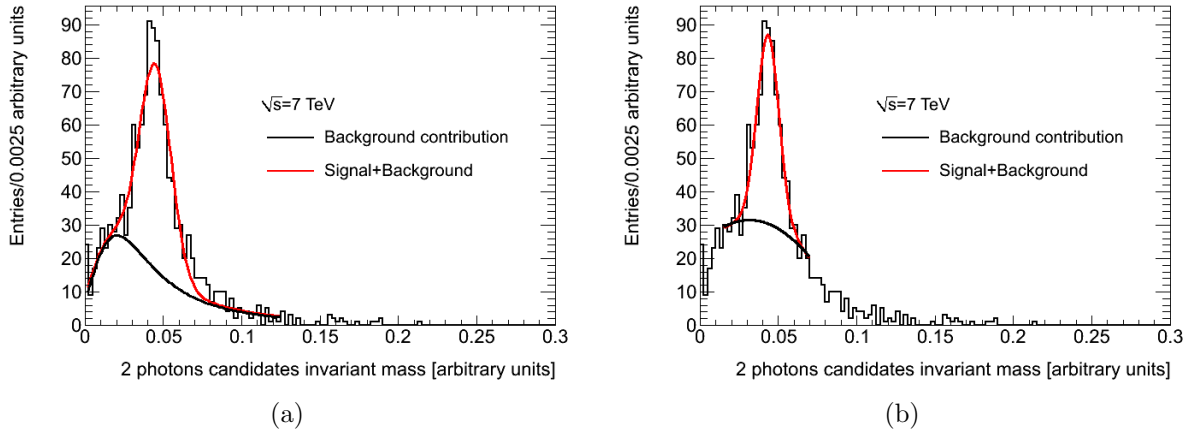 Entries/0.0025 arbitrary units
90
80
70
60
50
40
30
20
10
0
√s=7 TeV
Background contribution
Signal+Background
0 0.05 0.1 0.15 0.2 0.25 0.3
2 photons candidates invariant mass [arbitrary units]
(a)
Entries/0.0025 arbitrary units
90
80
70
60
50
40
30
20
10
0
√s=7 TeV
Background contribution
Signal+Background
0 0.05 0.1 0.15 0.2 0.25 0.3
2 photons candidates invariant mass [arbitrary units]
(b)